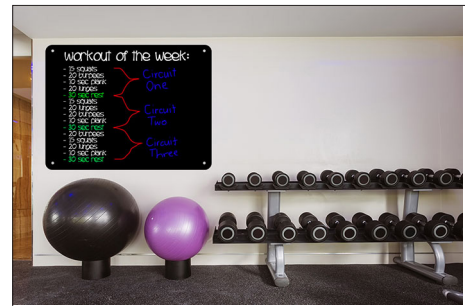 Workout of the Week:
- 15 squats
- 20 burpees
- 10 sec plank
- 20 lunges
- 30 sec rest
- 15 squats
- 20 lunges
- 20 burpees
- 10 sec plank
- 30 sec rest
- 20 burpees
- 15 squats
- 20 lunges
- 10 sec plank
- 30 sec rest
Circuit
One
Circuit
Two
Circuit
Three